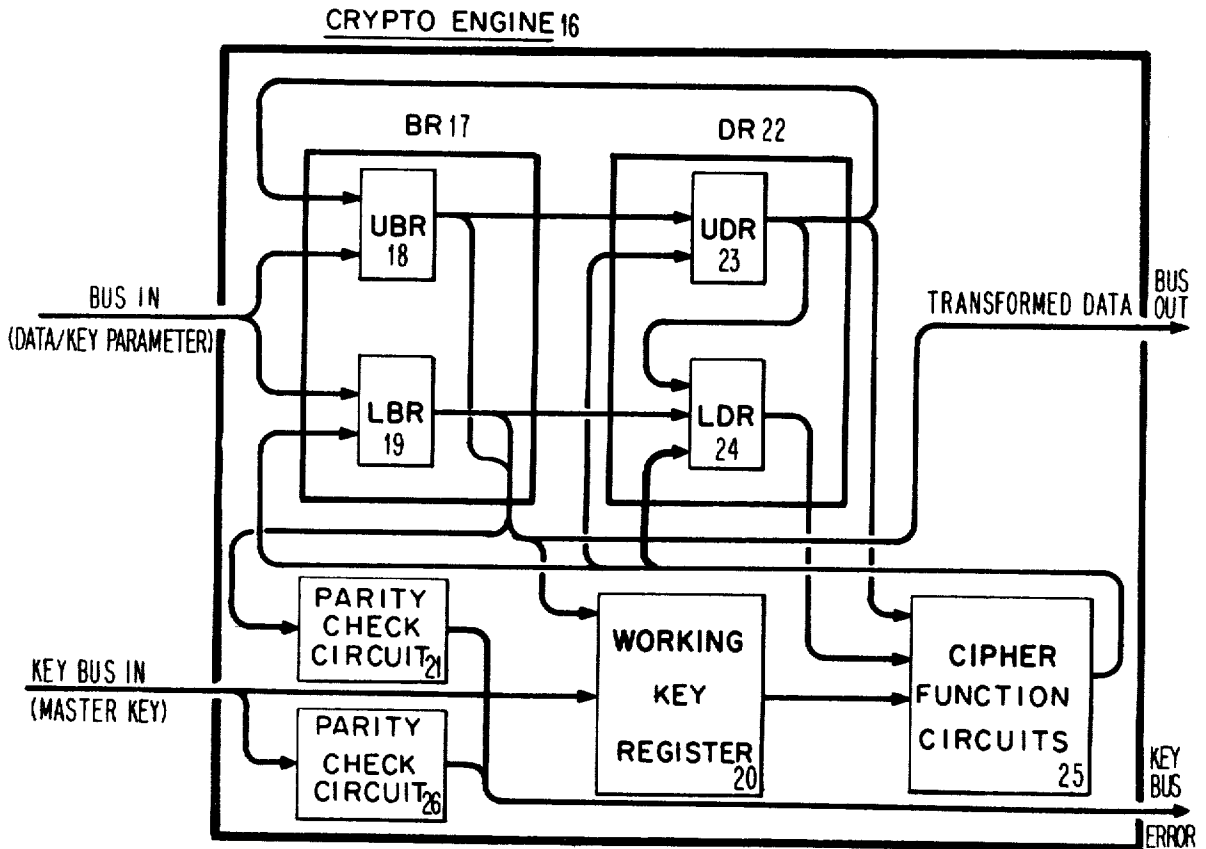 CRYPTO ENGINE 16
BR 17
DR 22
UBR
18
UDR
23
BUS IN
(DATA/KEY PARAMETER)
TRANSFORMED DATA
BUS
OUT
LBR
19
LDR
24
PARITY
CHECK
CIRCUIT 21
KEY BUS IN
(MASTER KEY)
PARITY
CHECK
CIRCUIT 26
WORKING
KEY
REGISTER 20
CIPHER
FUNCTION
CIRCUITS
25
KEY
BUS
ERROR